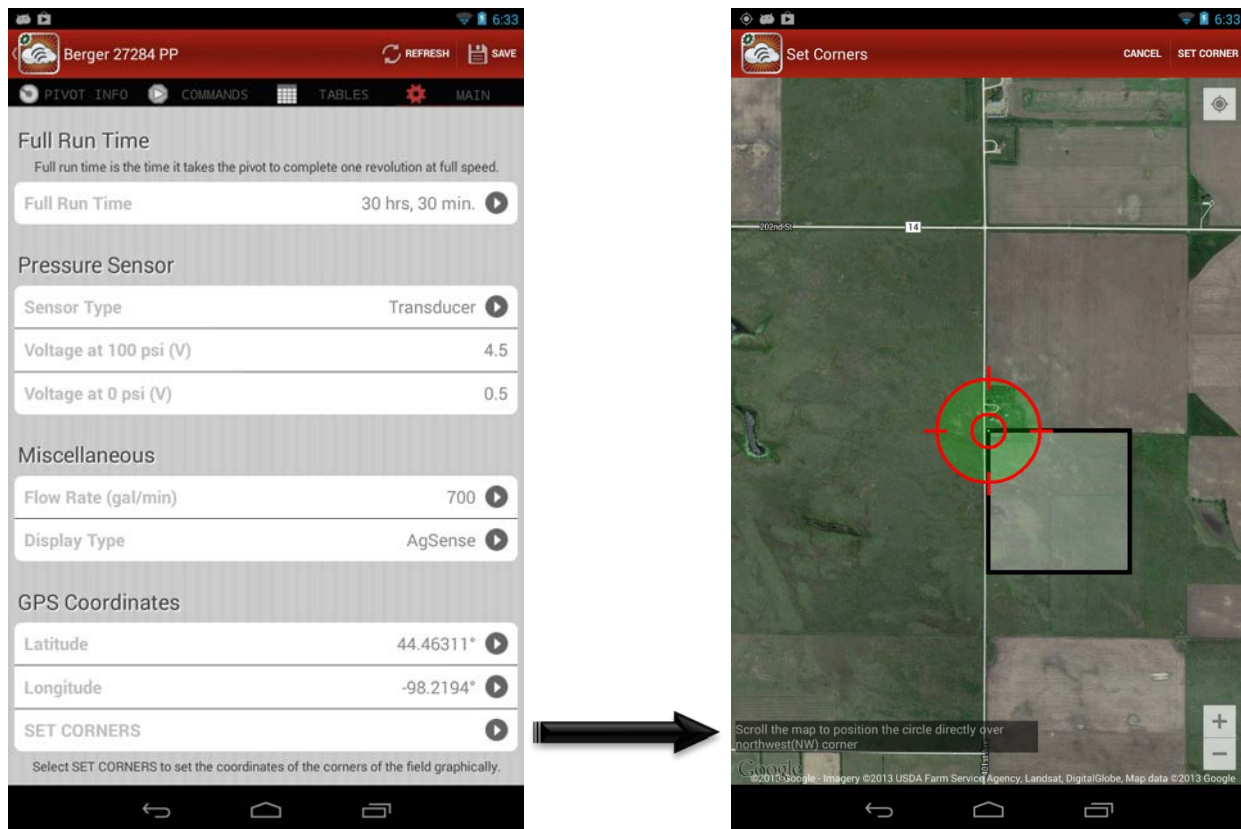 6:33
Berger 27284 PP
REFRESH
SAVE
PIVOT INFO
COMMANDS
TABLES
MAIN
Full Run Time
Full run time is the time it takes the pivot to complete one revolution at full speed.
Full Run Time 30 hrs, 30 min.
Pressure Sensor
Sensor Type Transducer
Voltage at 100 psi (V) 4.5
Voltage at 0 psi (V) 0.5
Miscellaneous
Flow Rate (gal/min) 700
Display Type AgSense
GPS Coordinates
Latitude 44.46311°
Longitude -98.2194°
SET CORNERS
Select SET CORNERS to set the coordinates of the corners of the field graphically.
6:33
Set Corners
CANCEL
SET CORNER
202nd St
14
Scroll the map to position the circle directly over
northwest(NW) corner
401st Ave
Google
©2013 Google - Imagery ©2013 USDA Farm Service Agency, Landsat, DigitalGlobe, Map data ©2013 Google
+
−